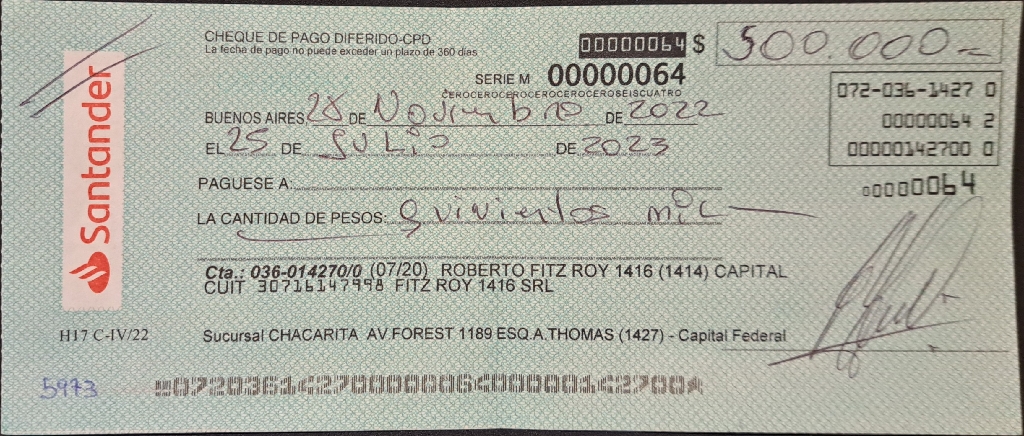 CHEQUE DE PAGO DIFERIDO-CPD
La fecha de pago no puede exceder un plazo de 360 días
00000064 $ 500.000=
SERIE M 00000064
CEROCEROCEROCEROCEROCEROSEISCUATRO
072-036-1427 0
00000064 2
00000142700 0
00000064
BUENOS AIRES 28 DE Noviembre DE 2022
EL 25 DE JULIO DE 2023
PAGUESE A:
LA CANTIDAD DE PESOS: Quinientos mil
Cta.: 036-014270/0 (07/20) ROBERTO FITZ ROY 1416 (1414) CAPITAL
CUIT 30716147998 FITZ ROY 1416 SRL
Santander
H17 C-IV/22
Sucursal CHACARITA AV.FOREST 1189 ESQ.A.THOMAS (1427) - Capital Federal
5973
07203614270000006400000142700